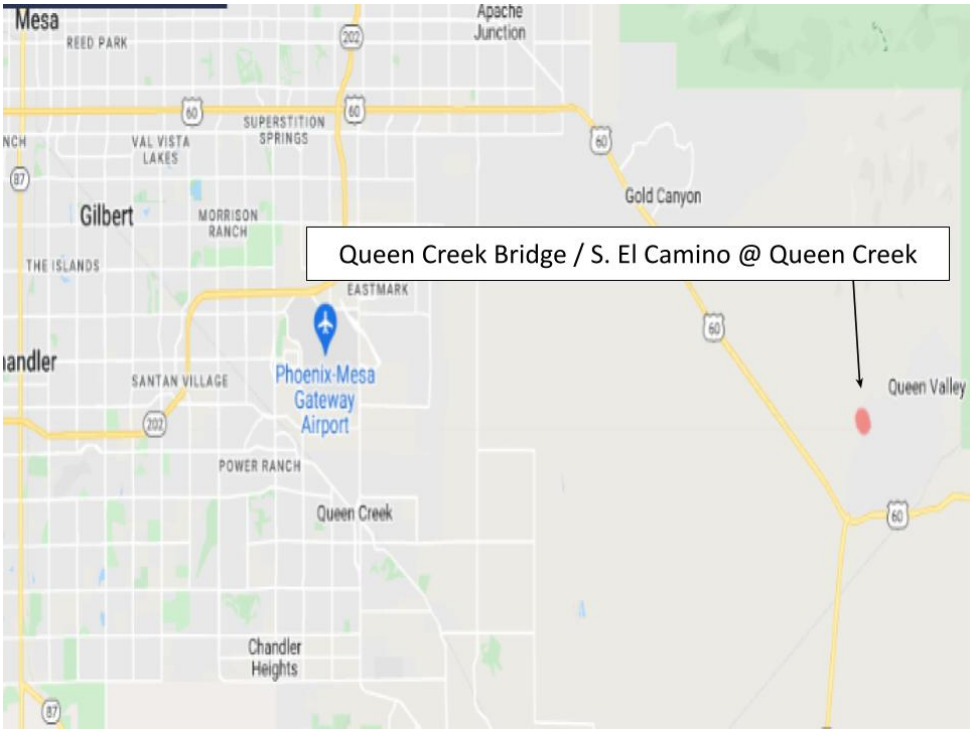 Mesa
REED PARK
Apache
Junction
202
60
60
SUPERSTITION
SPRINGS
VAL VISTA
LAKES
NCH
87
60
Gold Canyon
Gilbert
MORRISON
RANCH
Queen Creek Bridge / S. El Camino @ Queen Creek
THE ISLANDS
EASTMARK
60
Phoenix-Mesa
Gateway
Airport
andler
SANTAN VILLAGE
Queen Valley
202
POWER RANCH
Queen Creek
60
Chandler
Heights
87